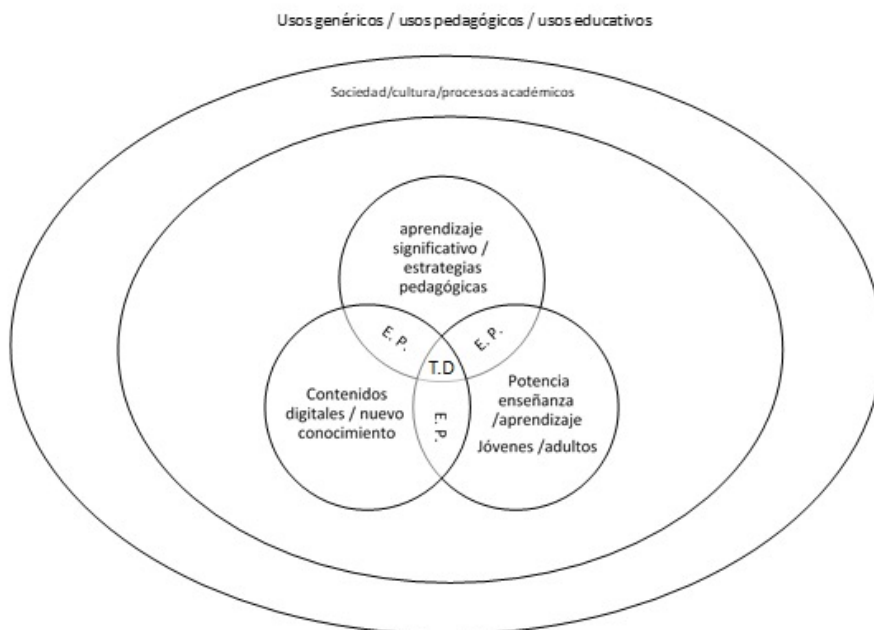 Usos genéricos / usos pedagógicos / usos educativos
Sociedad/cultura/procesos académicos
aprendizaje
significativo /
estrategias
pedagógicas
E. P.
E. P.
T.D
Contenidos
digitales / nuevo
conocimiento
E. P.
Potencia
enseñanza
/aprendizaje
Jóvenes /adultos